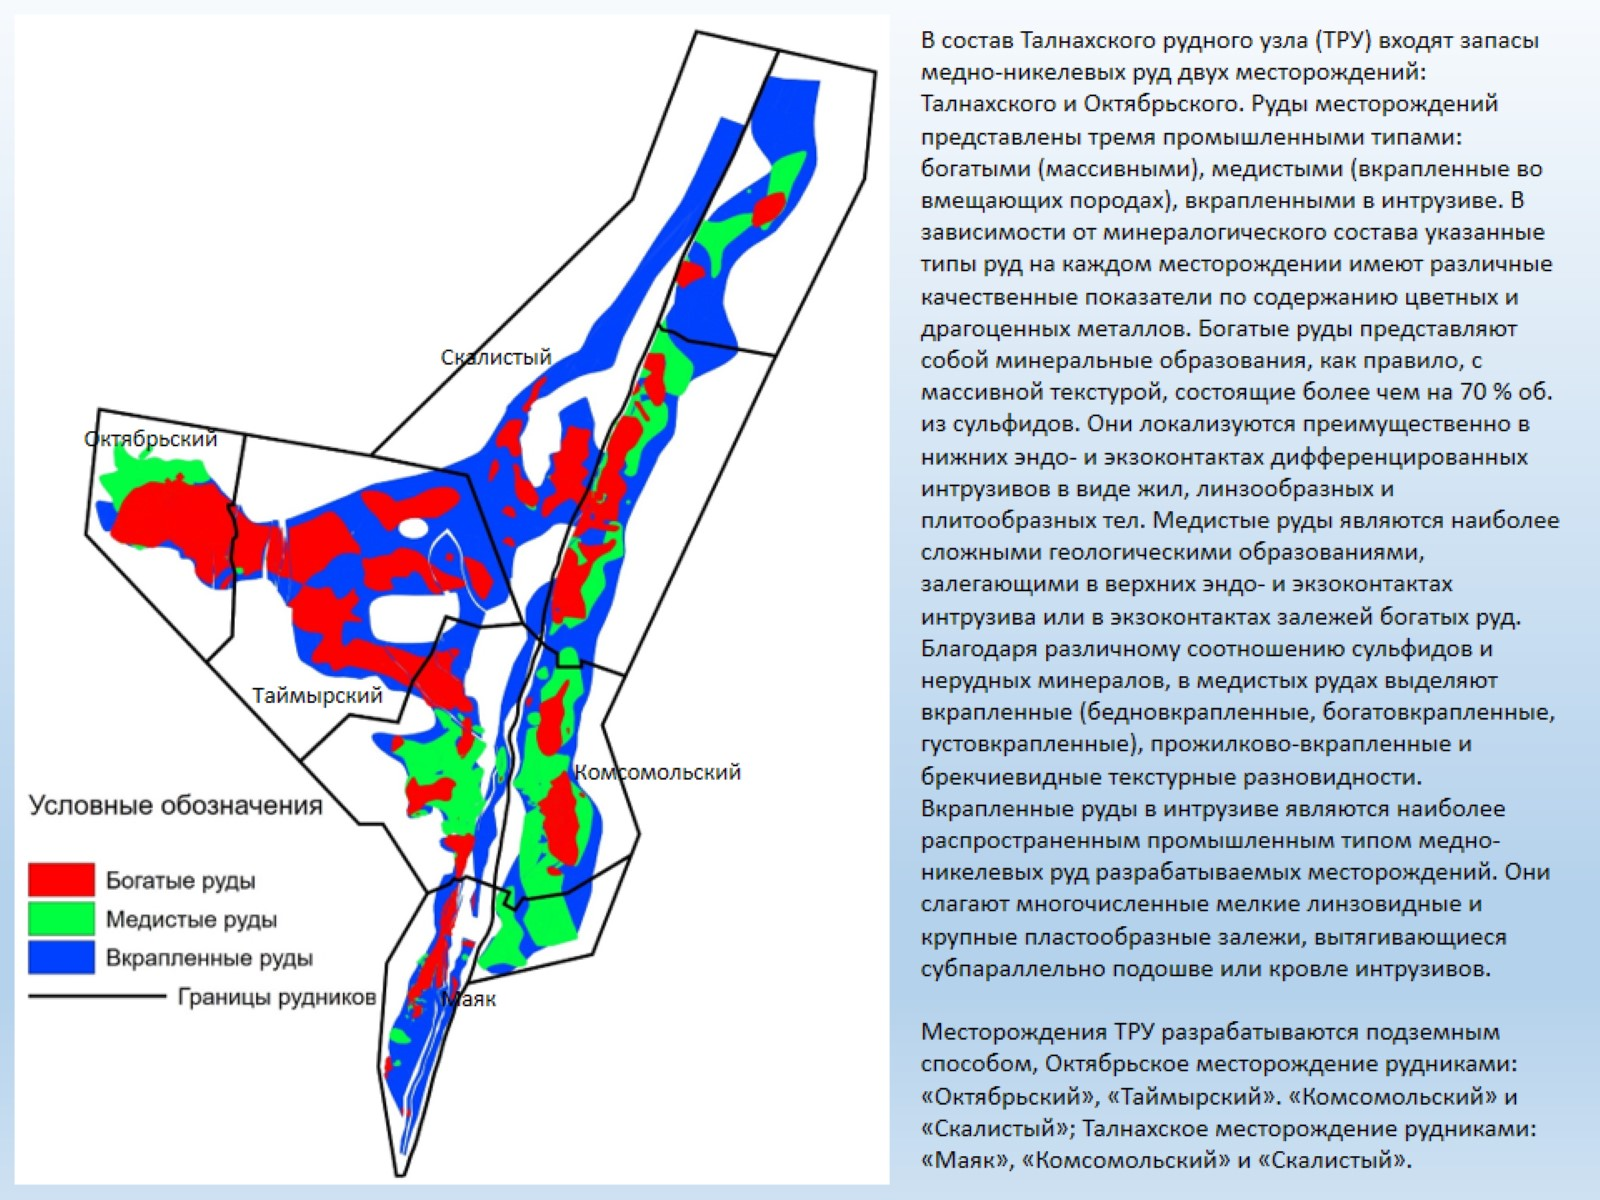 В состав Талнахского рудного узла (ТРУ) входят запасы
медно-никелевых руд двух месторождений:
Талнахского и Октябрьского. Руды месторождений
представлены тремя промышленными типами:
богатыми (массивными), медистыми (вкрапленные во
вмещающих породах), вкрапленными в интрузиве. В
зависимости от минералогического состава указанные
типы руд на каждом месторождении имеют различные
качественные показатели по содержанию цветных и
драгоценных металлов. Богатые руды представляют
собой минеральные образования, как правило, с
массивной текстурой, состоящие более чем на 70 % об.
из сульфидов. Они локализуются преимущественно в
нижних эндо- и экзоконтактах дифференцированных
интрузивов в виде жил, линзообразных и
плитообразных тел. Медистые руды являются наиболее
сложными геологическими образованиями,
залегающими в верхних эндо- и экзоконтактах
интрузива или в экзоконтактах залежей богатых руд.
Благодаря различному соотношению сульфидов и
нерудных минералов, в медистых рудах выделяют
вкрапленные (бедновкрапленные, богатовкрапленные,
густовкрапленные), прожилково-вкрапленные и
брекчиевидные текстурные разновидности.
Вкрапленные руды в интрузиве являются наиболее
распространенным промышленным типом медно-
никелевых руд разрабатываемых месторождений. Они
слагают многочисленные мелкие линзовидные и
крупные пластообразные залежи, вытягивающиеся
субпараллельно подошве или кровле интрузивов.
Месторождения ТРУ разрабатываются подземным
способом, Октябрьское месторождение рудниками:
«Октябрьский», «Таймырский». «Комсомольский» и
«Скалистый»; Талнахское месторождение рудниками:
«Маяк», «Комсомольский» и «Скалистый».
Скалистый
Октябрьский
Таймырский
Комсомольский
Маяк
Условные обозначения
Богатые руды
Медистые руды
Вкрапленные руды
Границы рудников